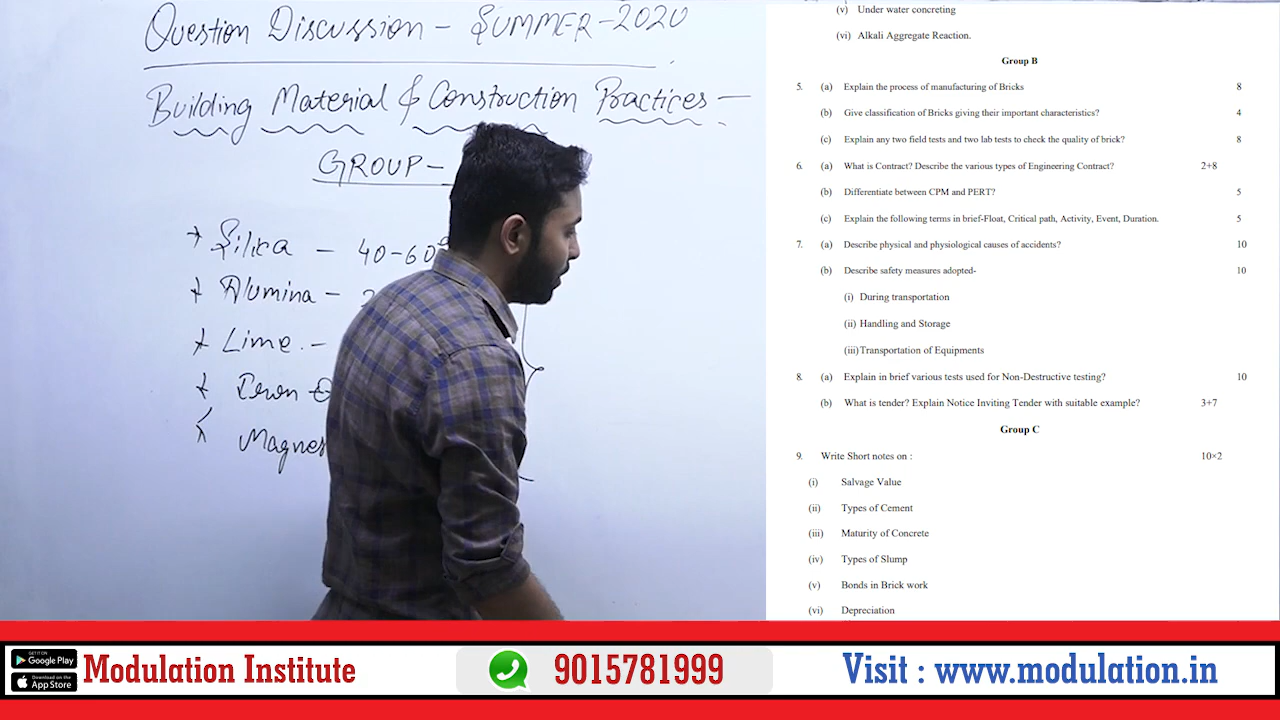 Question Discussion - SUMMER-2020
Building Material & Construction Practices -
GROUP-
Silica - 40-60
Alumina -
Lime. -
Magnes
(v) Under water concreting
(vi) Alkali Aggregate Reaction.
Group B
5. (a) Explain the process of manufacturing of Bricks 8
(b) Give classification of Bricks giving their important characteristics? 4
(c) Explain any two field tests and two lab tests to check the quality of brick? 8
6. (a) What is Contract? Describe the various types of Engineering Contract? 2+8
(b) Differentiate between CPM and PERT? 5
(c) Explain the following terms in brief-Float, Critical path, Activity, Event, Duration. 5
7. (a) Describe physical and physiological causes of accidents? 10
(b) Describe safety measures adopted- 10
(i) During transportation
(ii) Handling and Storage
(iii)Transportation of Equipments
8. (a) Explain in brief various tests used for Non-Destructive testing? 10
(b) What is tender? Explain Notice Inviting Tender with suitable example? 3+7
Group C
9. Write Short notes on : 10×2
(i) Salvage Value
(ii) Types of Cement
(iii) Maturity of Concrete
(iv) Types of Slump
(v) Bonds in Brick work
(vi) Depreciation
GET IT ON
Google Play
Download on the
App Store
Modulation Institute
9015781999
Visit : www.modulation.in